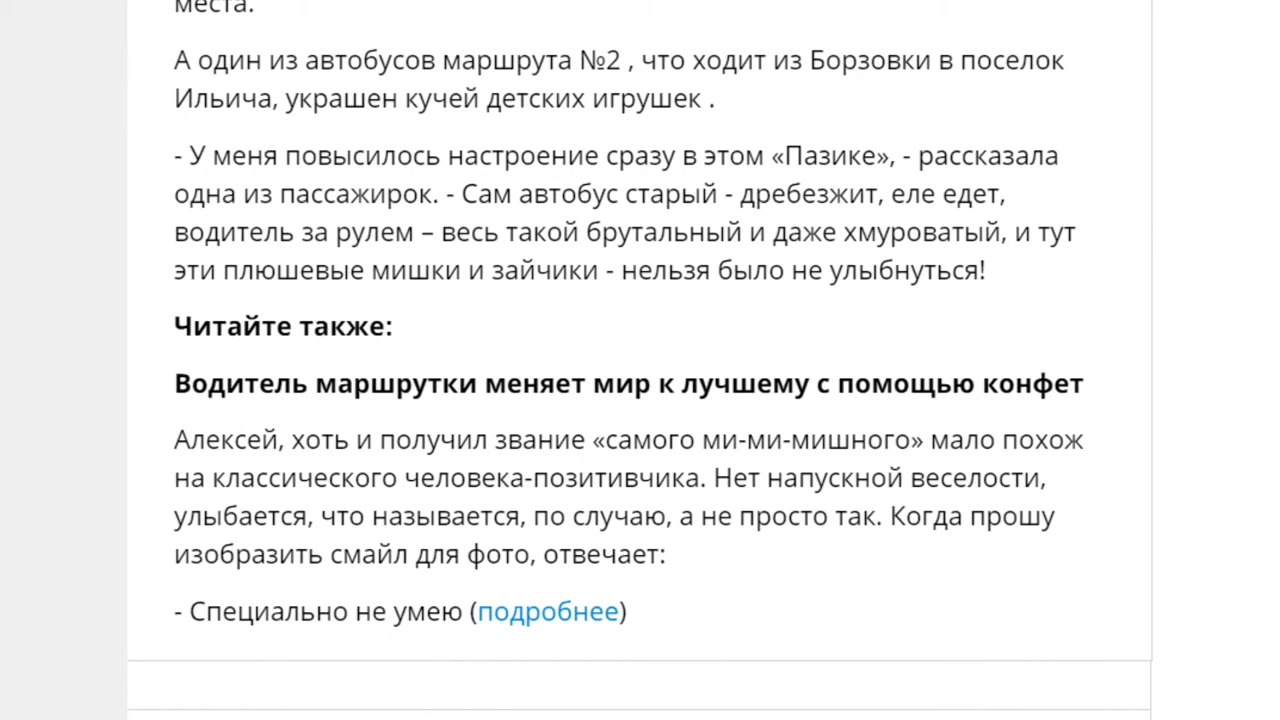 места.
А один из автобусов маршрута №2 , что ходит из Борзовки в поселок
Ильича, украшен кучей детских игрушек .
- У меня повысилось настроение сразу в этом «Пазике», - рассказала
одна из пассажирок. - Сам автобус старый - дребезжит, еле едет,
водитель за рулем – весь такой брутальный и даже хмуроватый, и тут
эти плюшевые мишки и зайчики - нельзя было не улыбнуться!
Читайте также:
Водитель маршрутки меняет мир к лучшему с помощью конфет
Алексей, хоть и получил звание «самого ми-ми-мишного» мало похож
на классического человека-позитивчика. Нет напускной веселости,
улыбается, что называется, по случаю, а не просто так. Когда прошу
изобразить смайл для фото, отвечает:
- Специально не умею (подробнее)